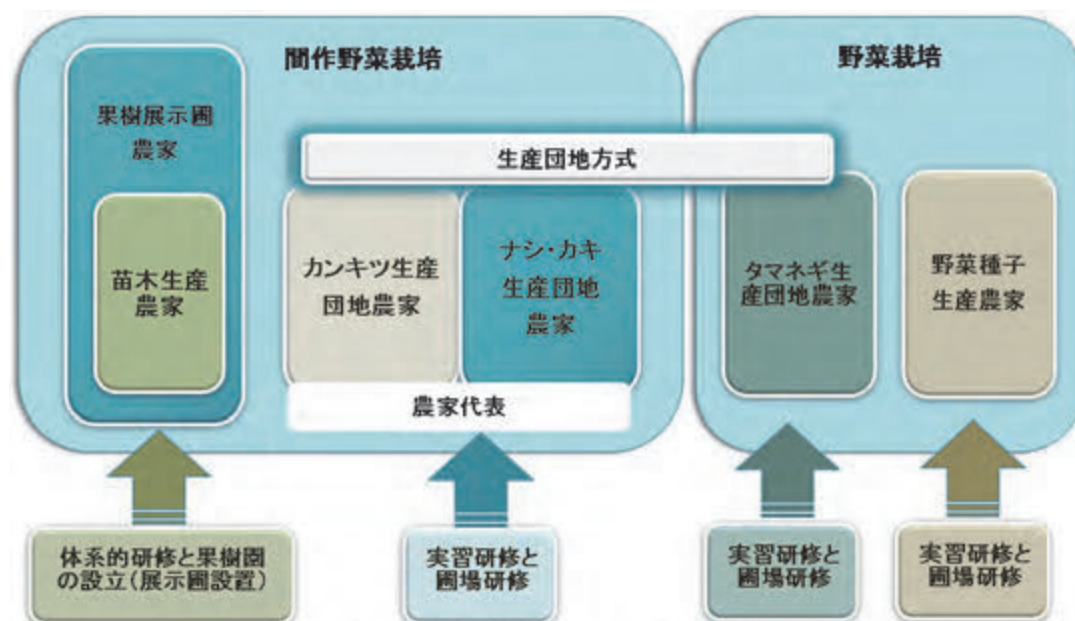 間作野菜栽培
野菜栽培
果樹展示圃
農家
生産団地方式
苗木生産
農家
カンキツ生産
団地農家
ナシ・カキ
生産団地
農家
タマネギ生
産団地農家
野菜種子
生産農家
農家代表
体系的研修と果樹園
の設立(展示圃設置)
実習研修と
圃場研修
実習研修と
圃場研修
実習研修と
圃場研修